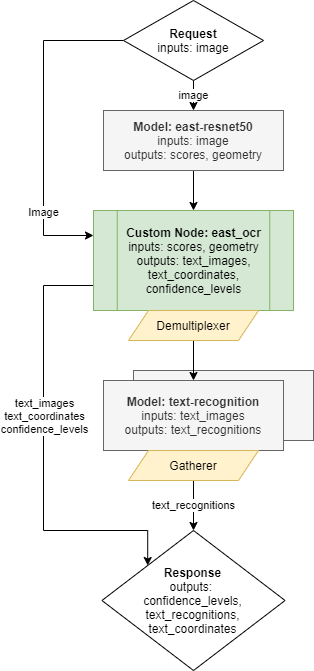 Request
inputs: image
image
Model: east-resnet50
inputs: image
outputs: scores, geometry
Image
Custom Node: east_ocr
inputs: scores, geometry
outputs: text_images,
text_coordinates,
confidence_levels
Demultiplexer
Model: text-recognition
inputs: text_images
outputs: text_recognitions
text_images
text_coordinates
confidence_levels
Gatherer
text_recognitions
Response
outputs:
confidence_levels,
text_recognitions,
text_coordinates